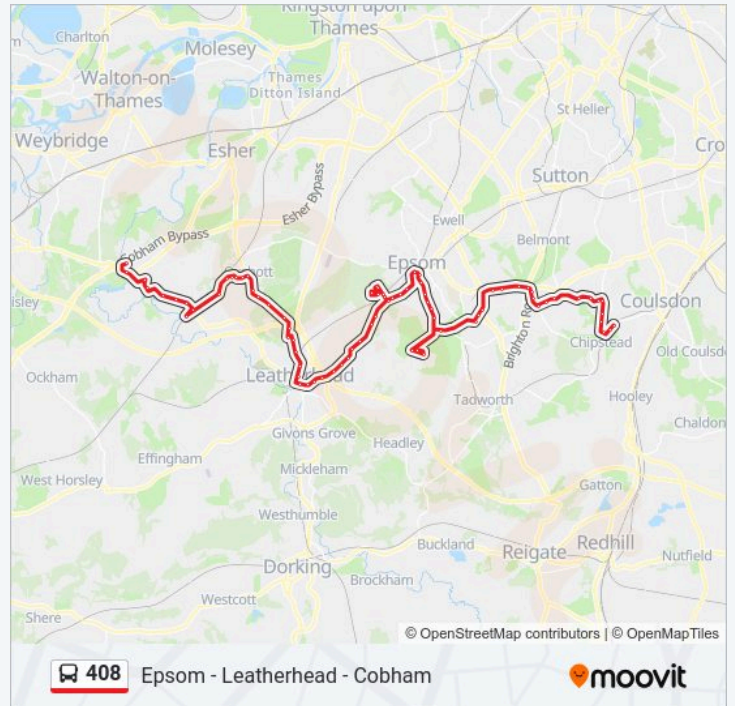 Kingston upon
Thames
Charlton
Molesey
Walton-on-
Thames
Thames
Ditton Island
St Helier
Weybridge
Esher
Cro
Sutton
Esher Bypass
Ewell
Cobham Bypass
Belmont
Epsom
ott
isley
Coulsdon
Brighton R
Chipstead
Old Coulsd
Ockham
Leatherhead
Tadworth
Hooley
Chaldon
Givons Grove
Headley
Effingham
Mickleham
West Horsley
Gatton
Westhumble
Buckland
Redhill
Reigate
Nutfield
Dorking
Brockham
Westcott
Shere
© OpenStreetMap contributors | © OpenMapTiles
408 Epsom - Leatherhead - Cobham
moovit